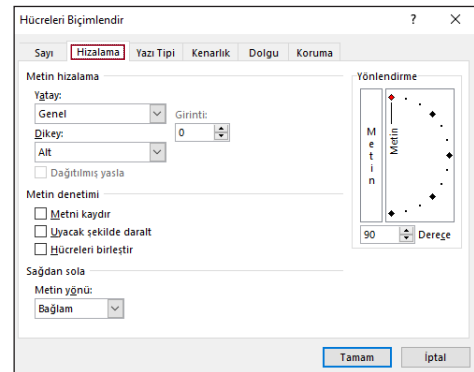 Hücreleri Biçimlendir ? ×
Sayı Hizalama Yazı Tipi Kenarlık Dolgu Koruma
Metin hizalama
Yatay:
Genel
Girinti:
Dikey:
0
Alt
Dağıtılmış yasla
Metin denetimi
Metni kaydır
Uyacak şekilde daralt
Hücreleri birleştir
Sağdan sola
Metin yönü:
Bağlam
Yönlendirme
Metin
Metin
90 Derece
Tamam İptal